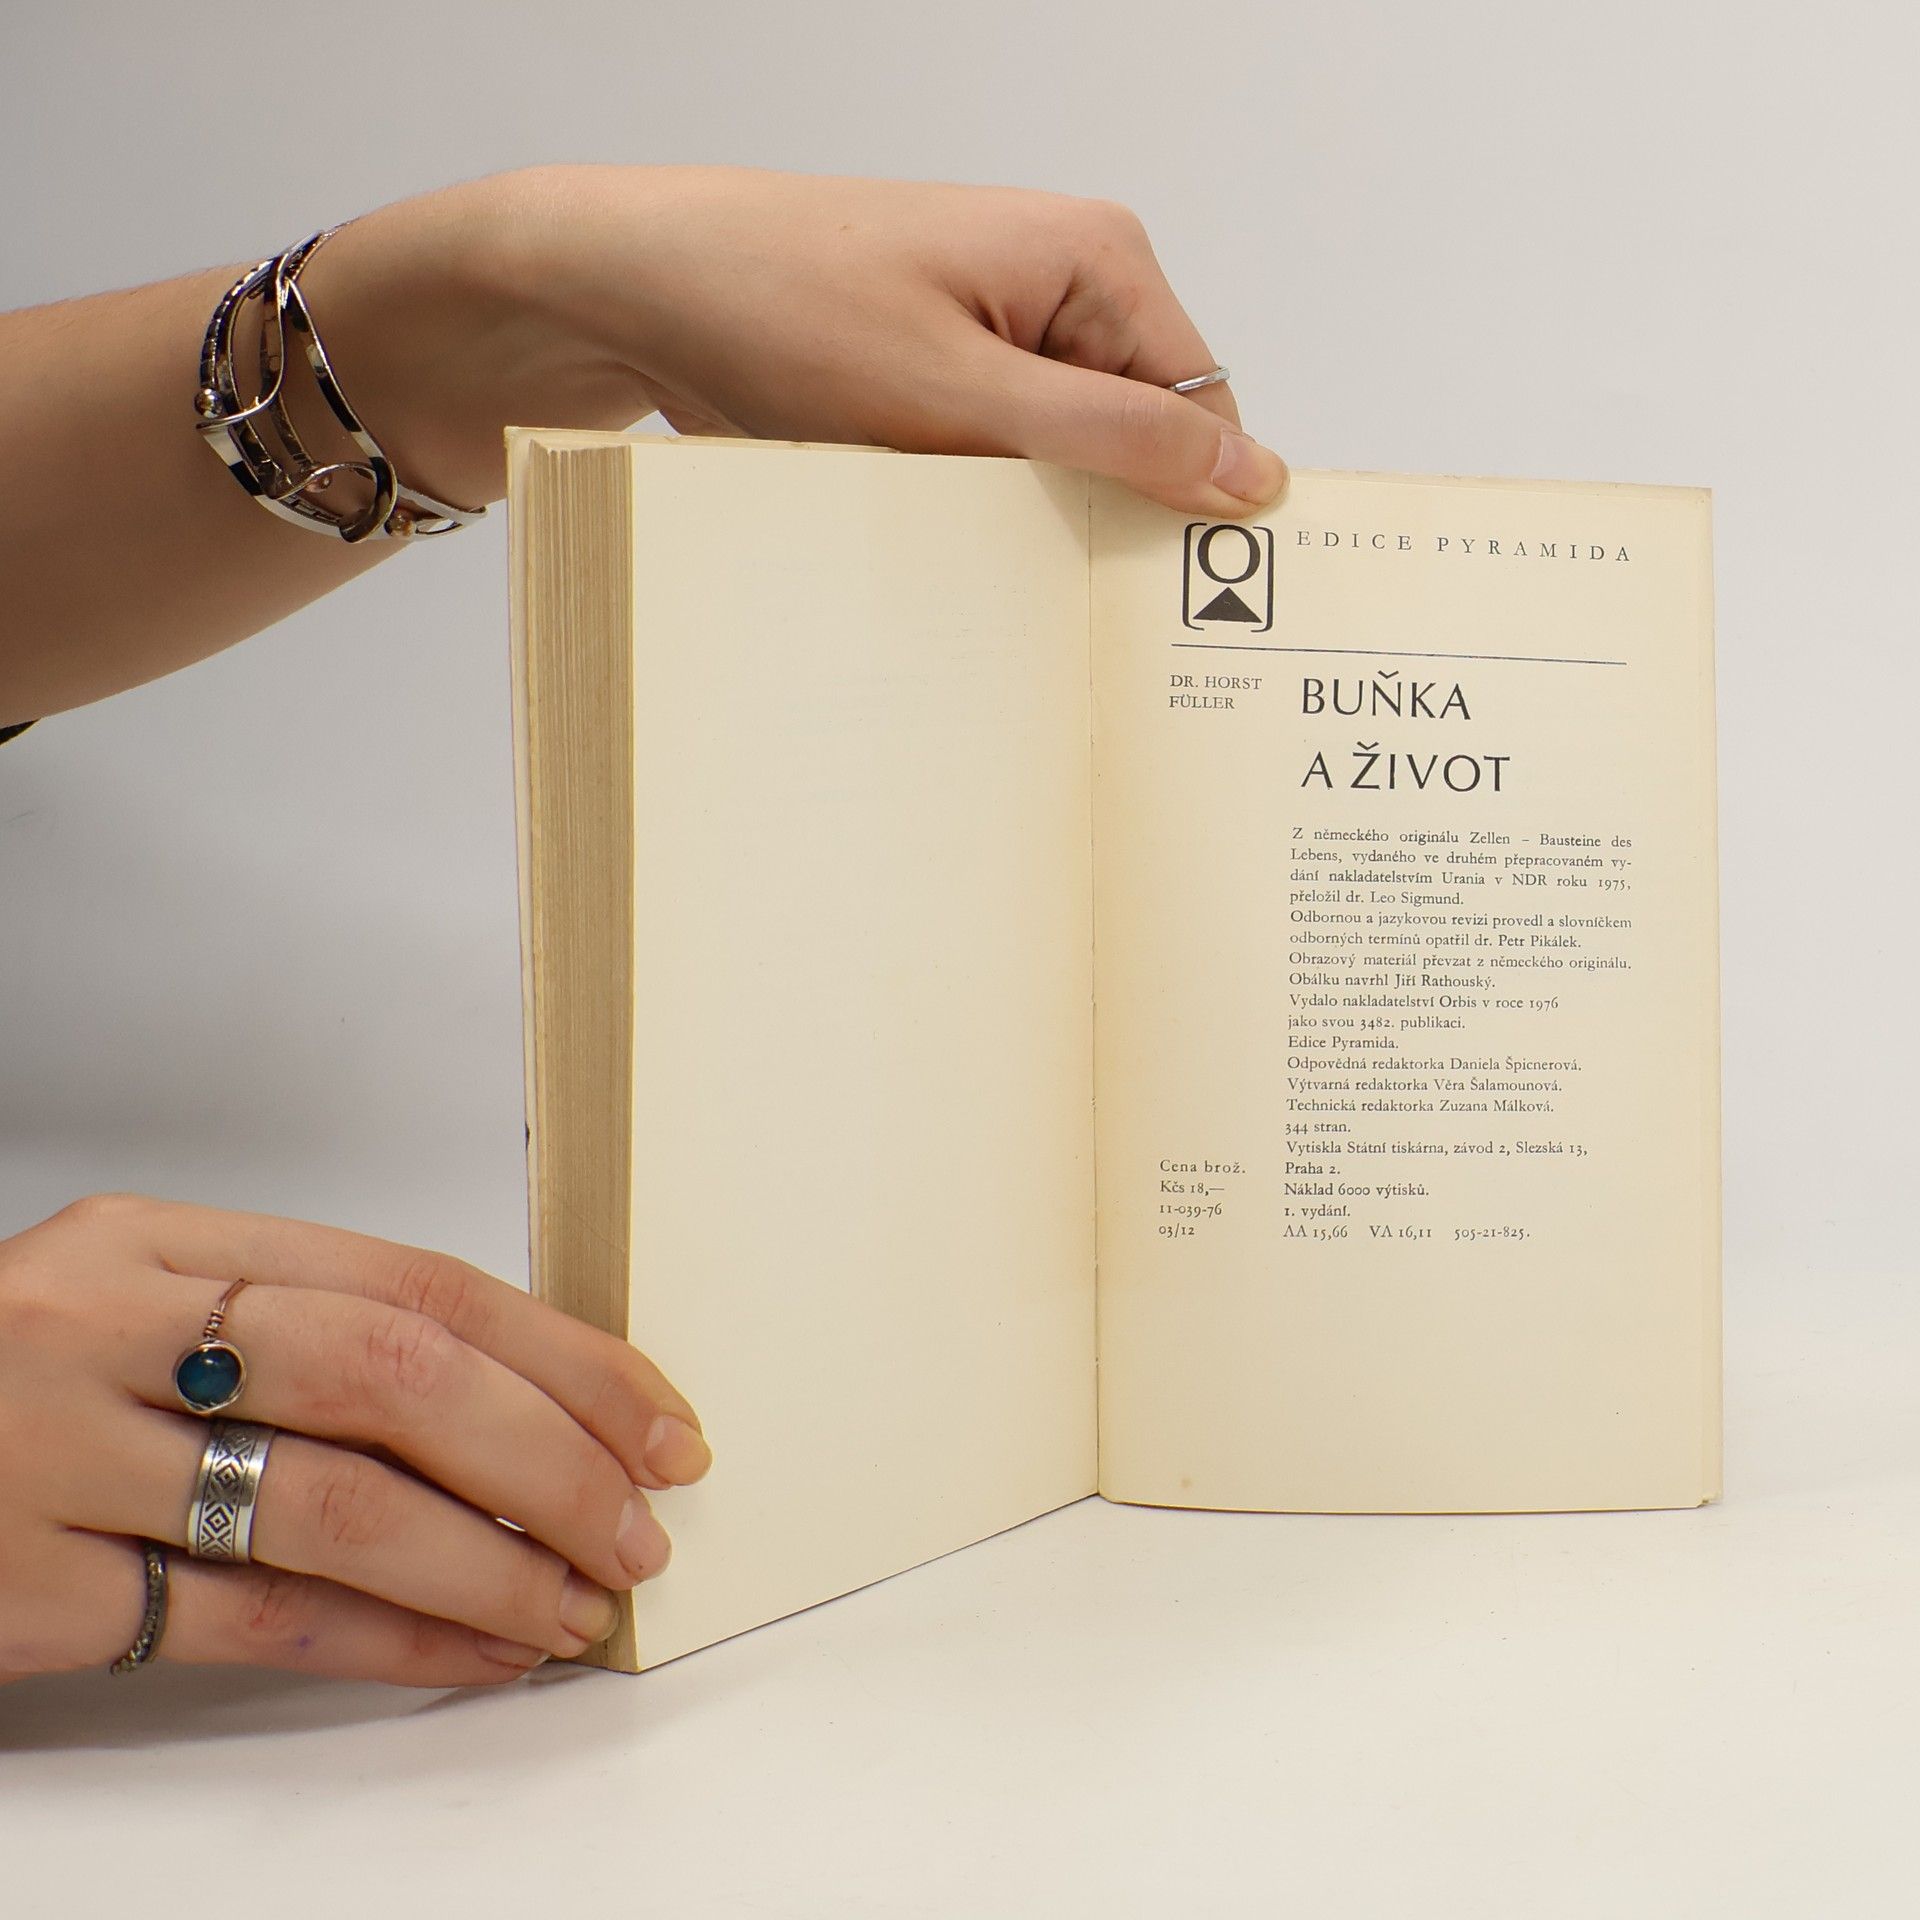 O
EDICE PYRAMIDA
DR. HORST
FÜLLER
BUŇKA
A ŽIVOT
Z německého originálu Zellen – Bausteine des
Lebens, vydaného ve druhém přepracovaném vy-
dání nakladatelstvím Urania v NDR roku 1975,
přeložil dr. Leo Sigmund.
Odbornou a jazykovou revizi provedl a slovníčkem
odborných termínů opatřil dr. Petr Pikálek.
Obrazový materiál převzat z německého originálu.
Obálku navrhl Jiří Rathouský.
Vydalo nakladatelství Orbis v roce 1976
jako svou 3482. publikaci.
Edice Pyramida.
Odpovědná redaktorka Daniela Špicnerová.
Výtvarná redaktorka Věra Šalamounová.
Technická redaktorka Zuzana Málková.
344 stran.
Vytiskla Státní tiskárna, závod 2, Slezská 13,
Praha 2.
Náklad 6000 výtisků.
1. vydání.
AA 15,66 VA 16,11 505-21-825.
Cena brož.
Kčs 18,—
11-039-76
03/12